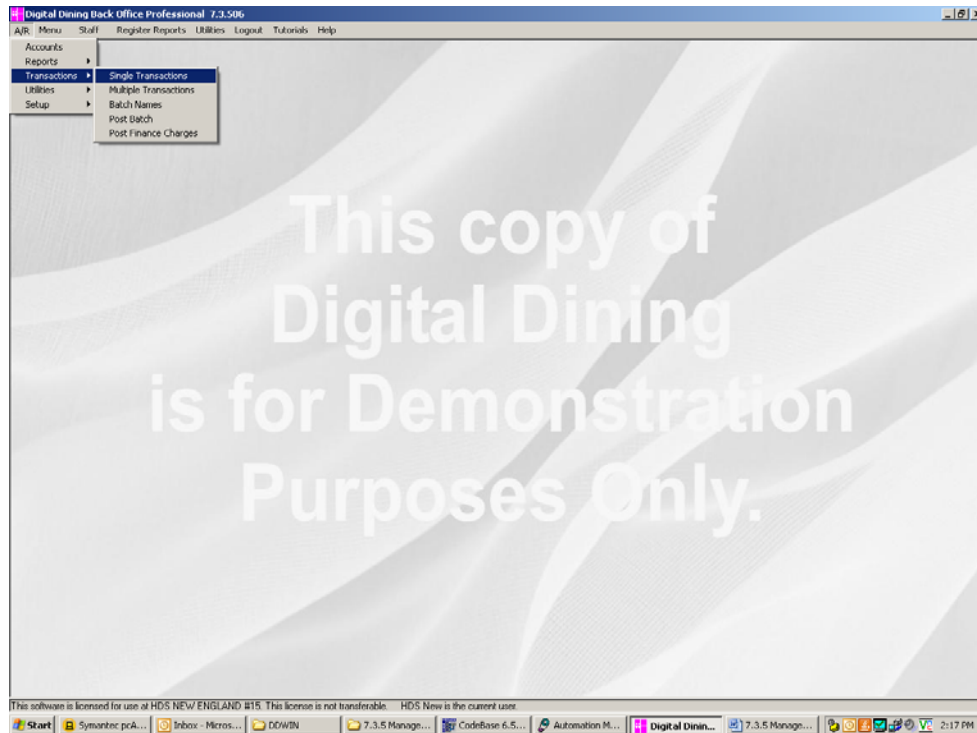 Digital Dining Back Office Professional 7.3.506
A/R Menu Staff Register Reports Utilities Logout Tutorials Help
Accounts
Reports
Transactions
Utilities
Setup
Single Transactions
Multiple Transactions
Batch Names
Post Batch
Post Finance Charges
This copy of
Digital Dining
is for Demonstration
Purposes Only.
This software is licensed for use at HDS NEW ENGLAND #15. This license is not transferable. HDS New is the current user.
Start Symantec pcA... Inbox - Micros... DDWIN 7.3.5 Manage... CodeBase 6.5... Automation M... Digital Dinin... 7.3.5 Manage... 2:17 PM